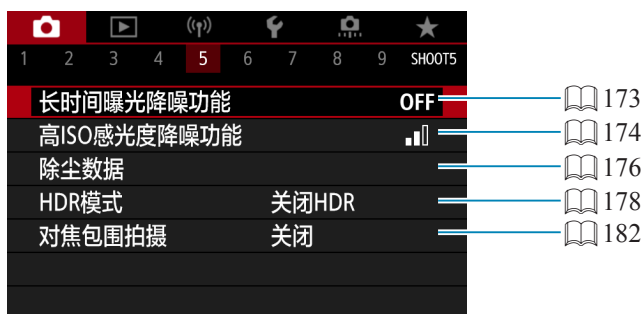 1 2 3 4 5 6 7 8 9 SHOOT5
长时间曝光降噪功能 OFF 173
高ISO感光度降噪功能 174
除尘数据 176
HDR模式 关闭HDR 178
对焦包围拍摄 关闭 182